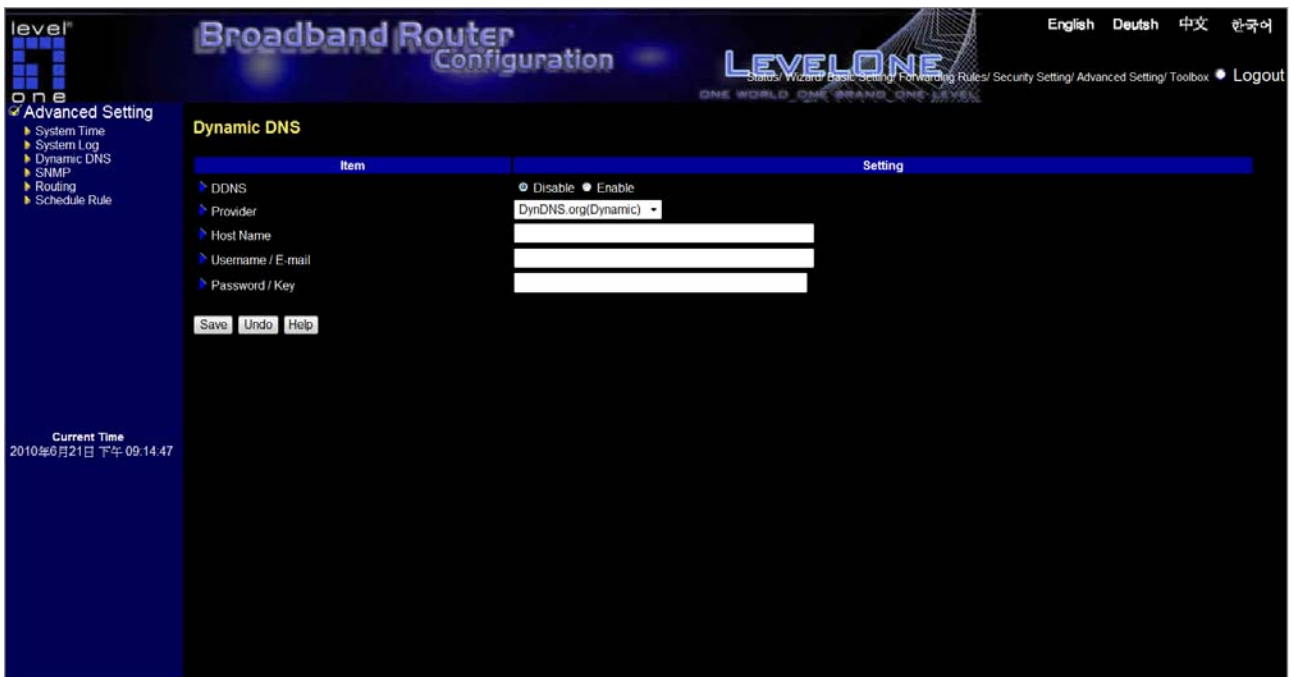 level one
Broadband Router
Configuration
English Deutsh 中文 한국어
LEVELONE
Status/ Wizard/ Basic Setting/ Forwarding Rules/ Security Setting/ Advanced Setting/ Toolbox Logout
ONE WORLD_ONE BRAND_ONE LEVEL
Advanced Setting
System Time
System Log
Dynamic DNS
SNMP
Routing
Schedule Rule
Current Time
2010年6月21日 下午 09:14:47
Dynamic DNS
Item Setting
DDNS Disable Enable
Provider DynDNS.org(Dynamic)
Host Name
Username / E-mail
Password / Key
Save Undo Help